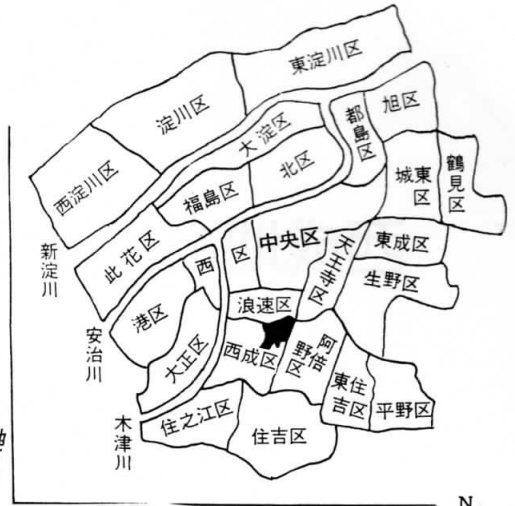 東淀川区
淀川区
西淀川区
旭区
都島区
大淀区
北区
福島区
此花区
城東区
鶴見区
新淀川
西区
中央区
天王寺区
東成区
生野区
港区
浪速区
安治川
大正区
西成区
阿倍野区
東住吉区
平野区
木津川
住之江区
住吉区
N